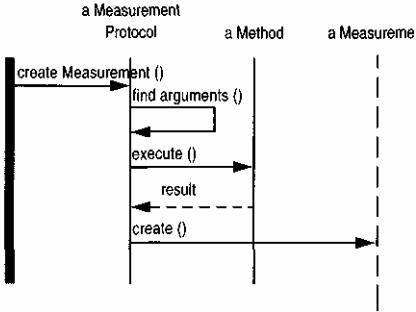 a Measurement
Protocol
a Method
a Measureme
create Measurement ()
find arguments ()
execute ()
result
create ()